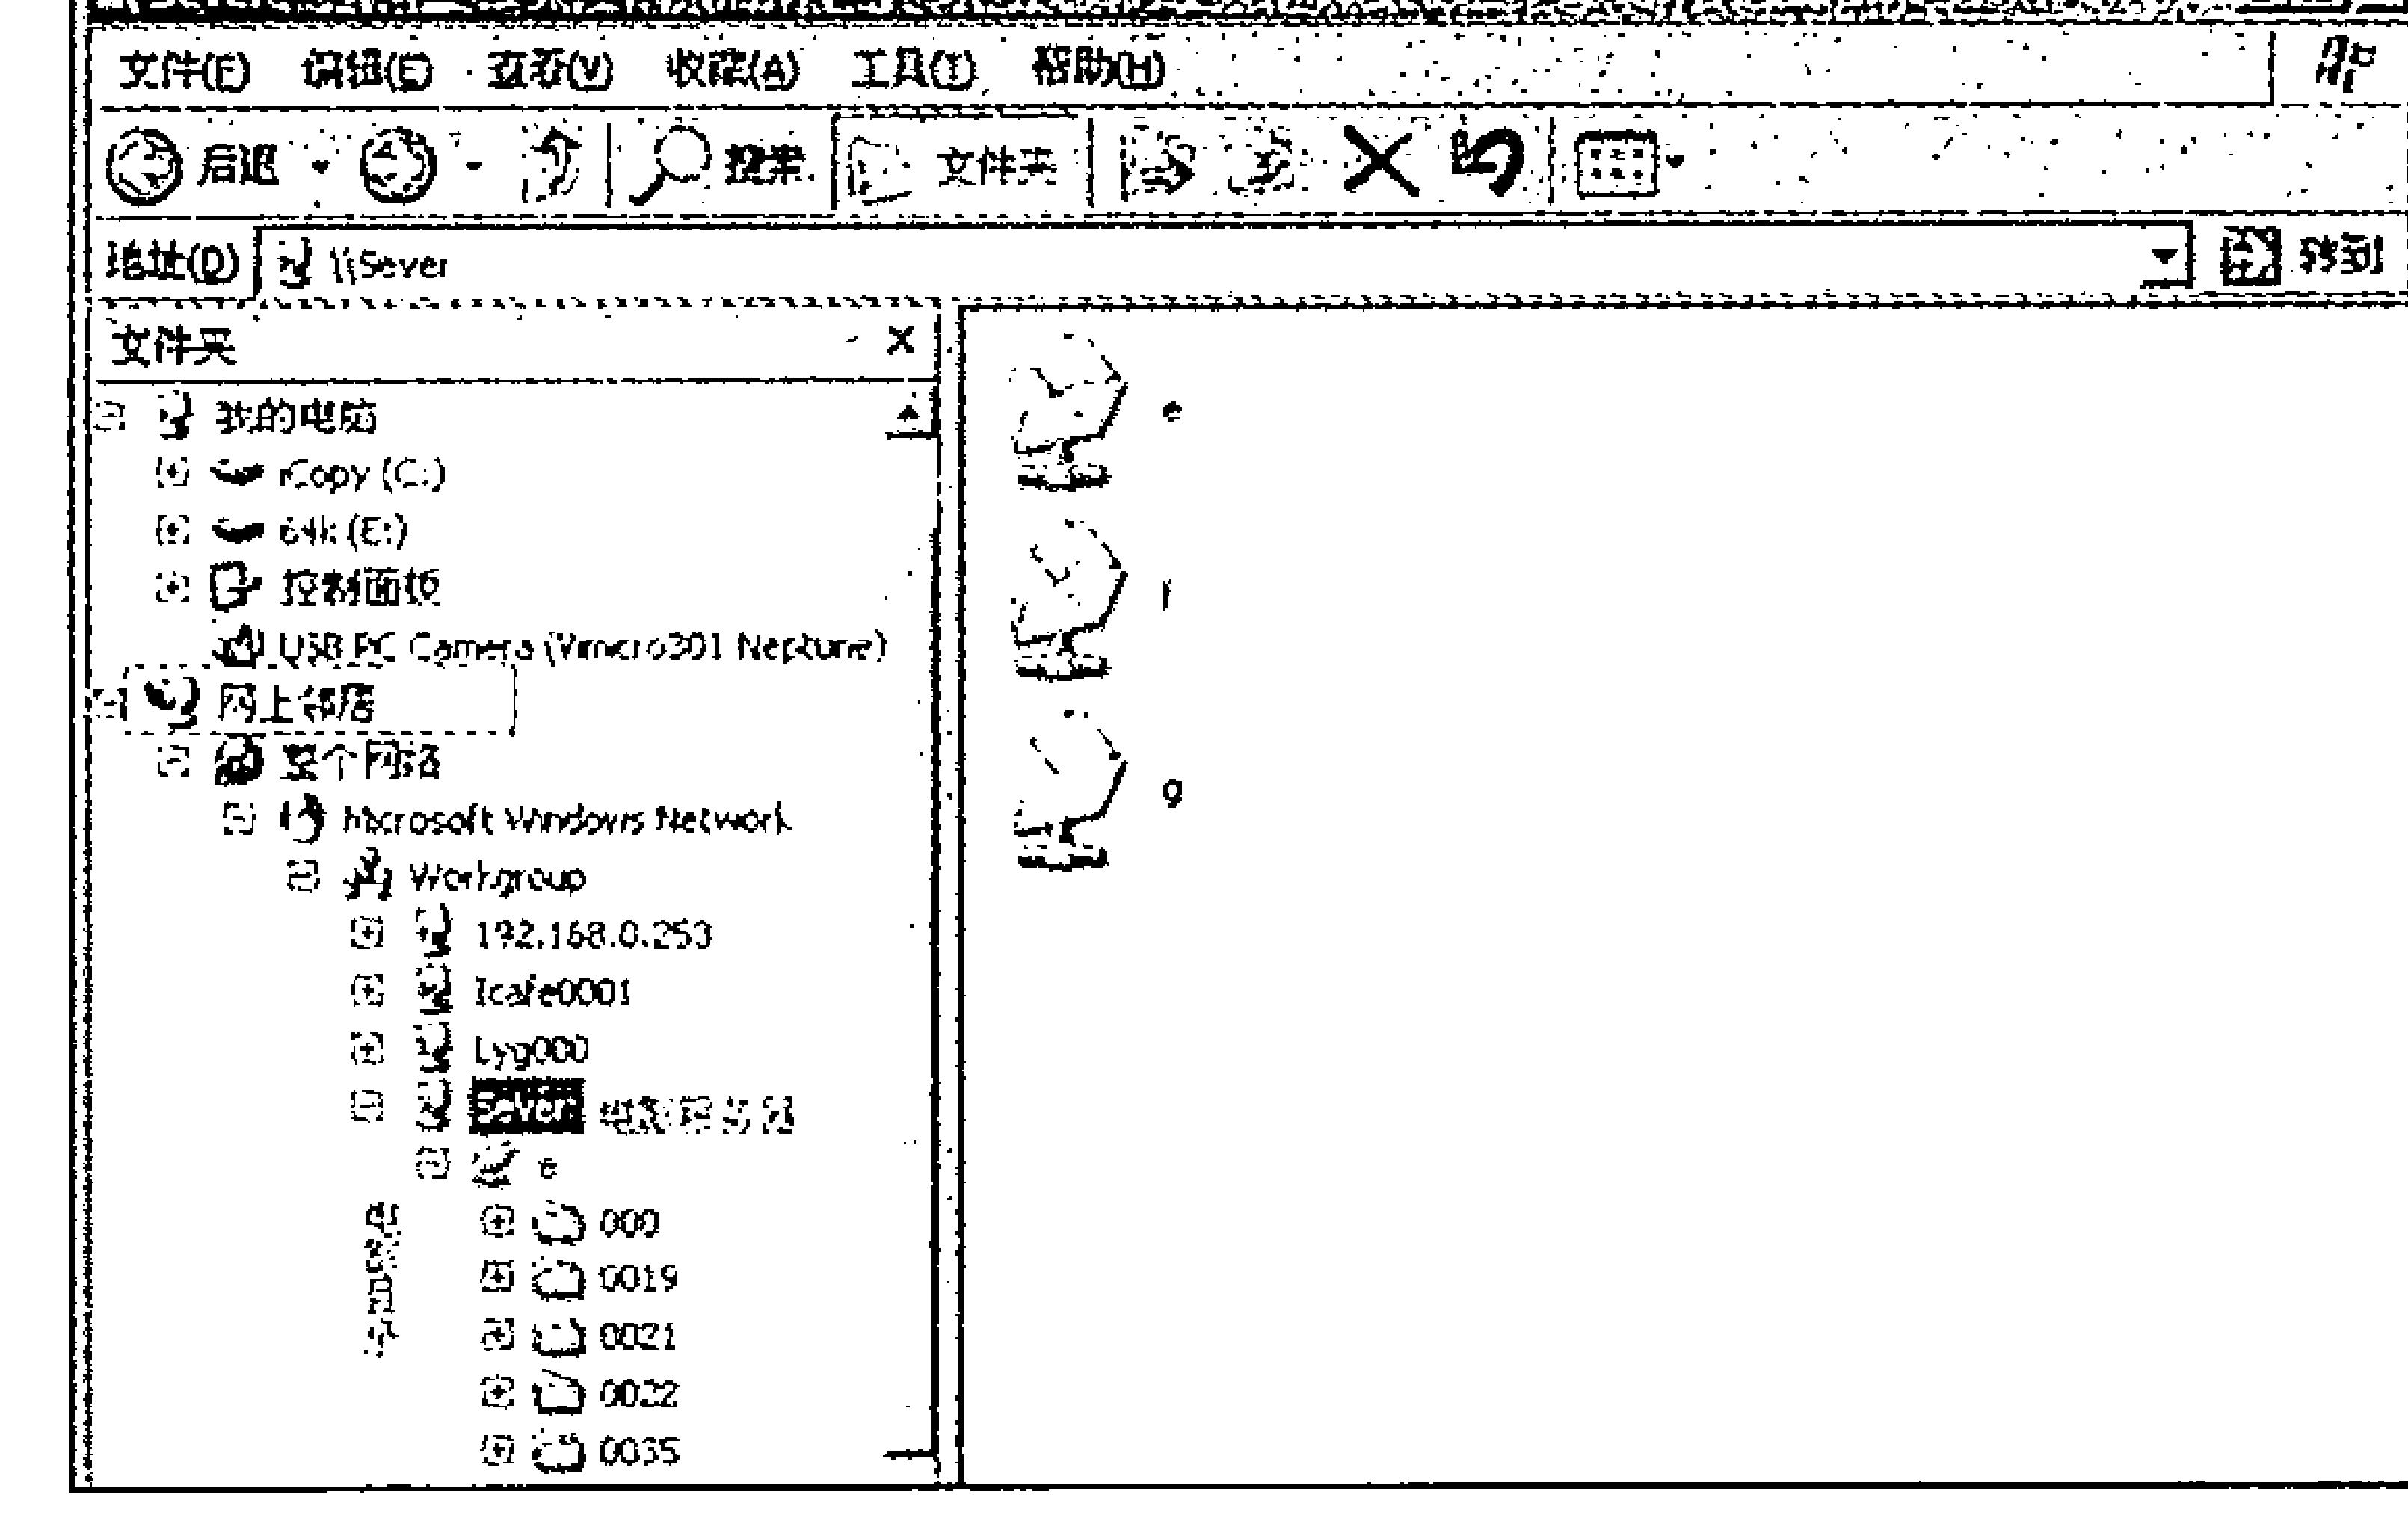 文件(F) 编辑(E) 查看(V) 收藏(A) 工具(T) 帮助(H)
后退 搜索 文件夹
地址(D) \\Sever 转到
文件夹
我的电脑
rCopy (C:)
64k (E:)
控制面板
USB PC Camera (Vimicro301 Neptune)
网上邻居
整个网络
Microsoft Windows Network
Workgroup
192.168.0.253
Icafe0001
Lyg000
Sever
e
000
0019
0021
0022
0035
e
f
g